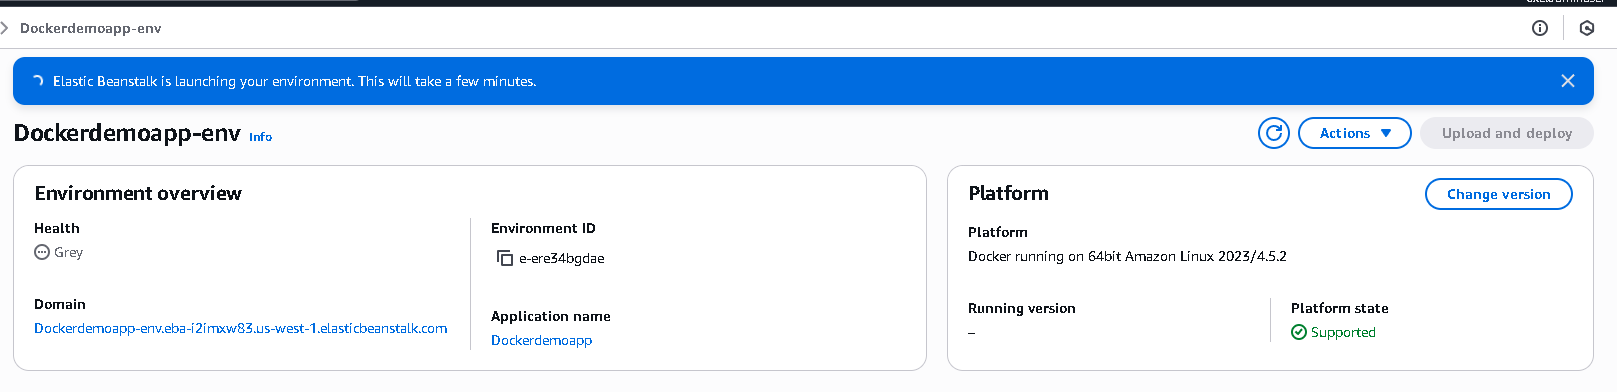 Dockerdemoapp-env
Elastic Beanstalk is launching your environment. This will take a few minutes.
Dockerdemoapp-env Info
Actions
Upload and deploy
Environment overview
Health
Grey
Domain
Dockerdemoapp-env.eba-i2imxw83.us-west-1.elasticbeanstalk.com
Environment ID
e-ere34bgdae
Application name
Dockerdemoapp
Platform
Change version
Platform
Docker running on 64bit Amazon Linux 2023/4.5.2
Running version
–
Platform state
Supported